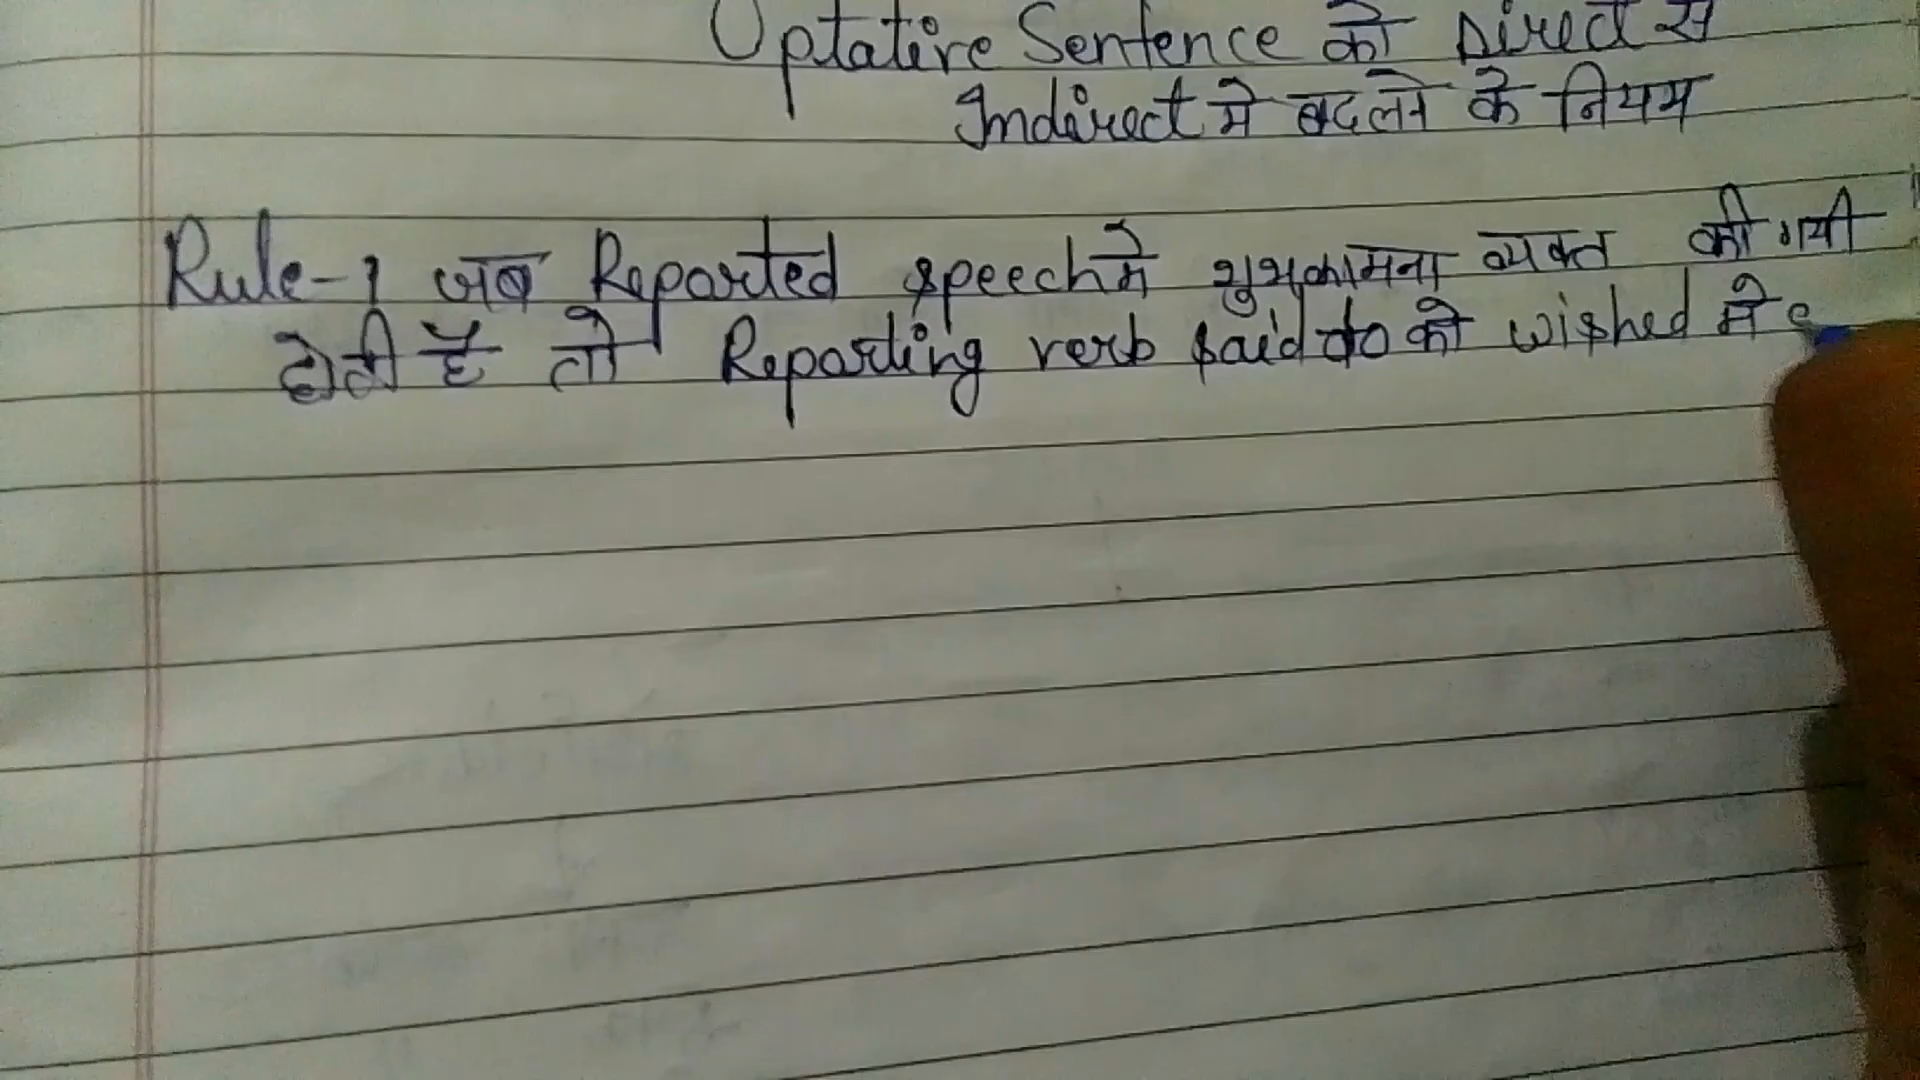 Optative Sentence को Direct से
Indirect मे बदलने के नियम
Rule-1 जब Reported speech मे शुभकामना व्यक्त की गयी
होती है तो Reporting verb said to को wished मे